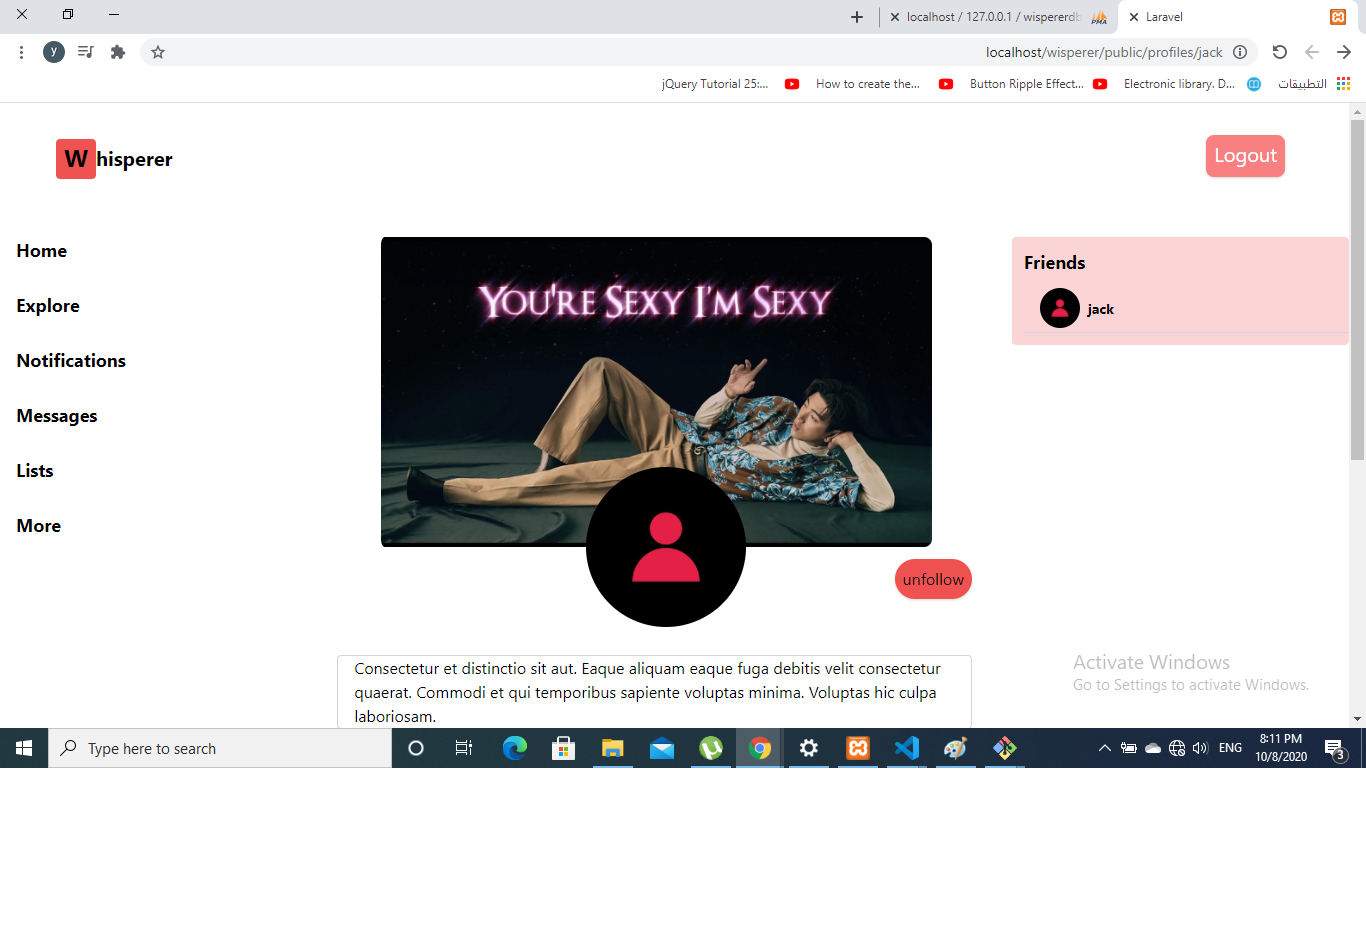 localhost / 127.0.0.1 / wispererdb
PMA
Laravel
y
localhost/wisperer/public/profiles/jack
jQuery Tutorial 25:...
How to create the...
Button Ripple Effect...
Electronic library. D...
التطبيقات
Whisperer
Logout
Home
Explore
Notifications
Messages
Lists
More
YOU'RE SEXY I'M SEXY
Friends
jack
unfollow
Consectetur et distinctio sit aut. Eaque aliquam eaque fuga debitis velit consectetur
quaerat. Commodi et qui temporibus sapiente voluptas minima. Voluptas hic culpa
laboriosam.
Activate Windows
Go to Settings to activate Windows.
Type here to search
ENG
8:11 PM
10/8/2020
3